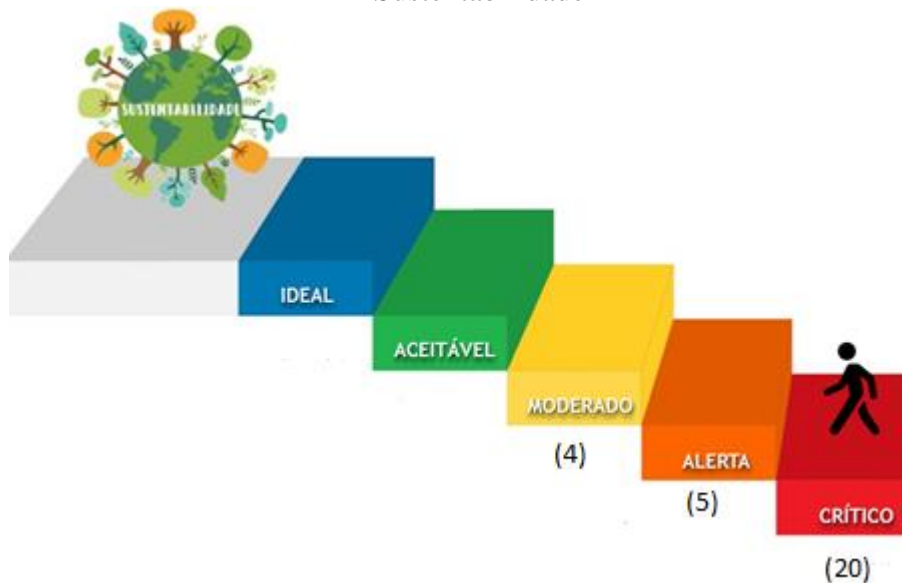 SUSTENTABILIDADE
IDEAL
ACEITÁVEL
MODERADO
(4)
ALERTA
(5)
CRÍTICO
(20)